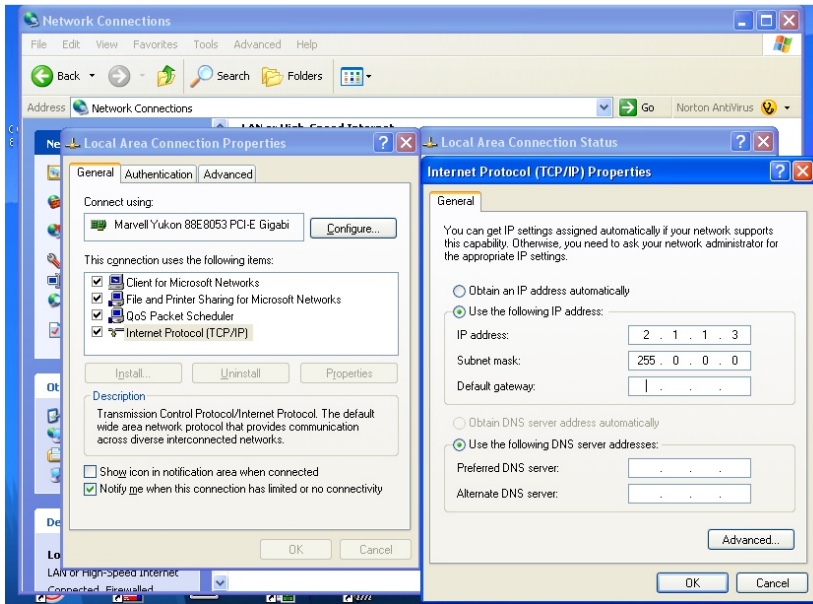 Network Connections
File Edit View Favorites Tools Advanced Help
Back Search Folders
Address Network Connections Go Norton AntiVirus
LAN or High-Speed Internet
Ne
Local Area Connection Properties
General Authentication Advanced
Connect using:
Marvell Yukon 88E8053 PCI-E Gigabi
Configure...
This connection uses the following items:
Client for Microsoft Networks
File and Printer Sharing for Microsoft Networks
QoS Packet Scheduler
Internet Protocol (TCP/IP)
Install... Uninstall Properties
Description
Transmission Control Protocol/Internet Protocol. The default
wide area network protocol that provides communication
across diverse interconnected networks.
Show icon in notification area when connected
Notify me when this connection has limited or no connectivity
OK Cancel
Ot
De
Lo
LAN or High-Speed Internet
Connected, Firewalled
Local Area Connection Status
Internet Protocol (TCP/IP) Properties
General
You can get IP settings assigned automatically if your network supports
this capability. Otherwise, you need to ask your network administrator for
the appropriate IP settings.
Obtain an IP address automatically
Use the following IP address:
IP address: 2 . 1 . 1 . 3
Subnet mask: 255 . 0 . 0 . 0
Default gateway: . . .
Obtain DNS server address automatically
Use the following DNS server addresses:
Preferred DNS server: . . .
Alternate DNS server: . . .
Advanced...
OK Cancel